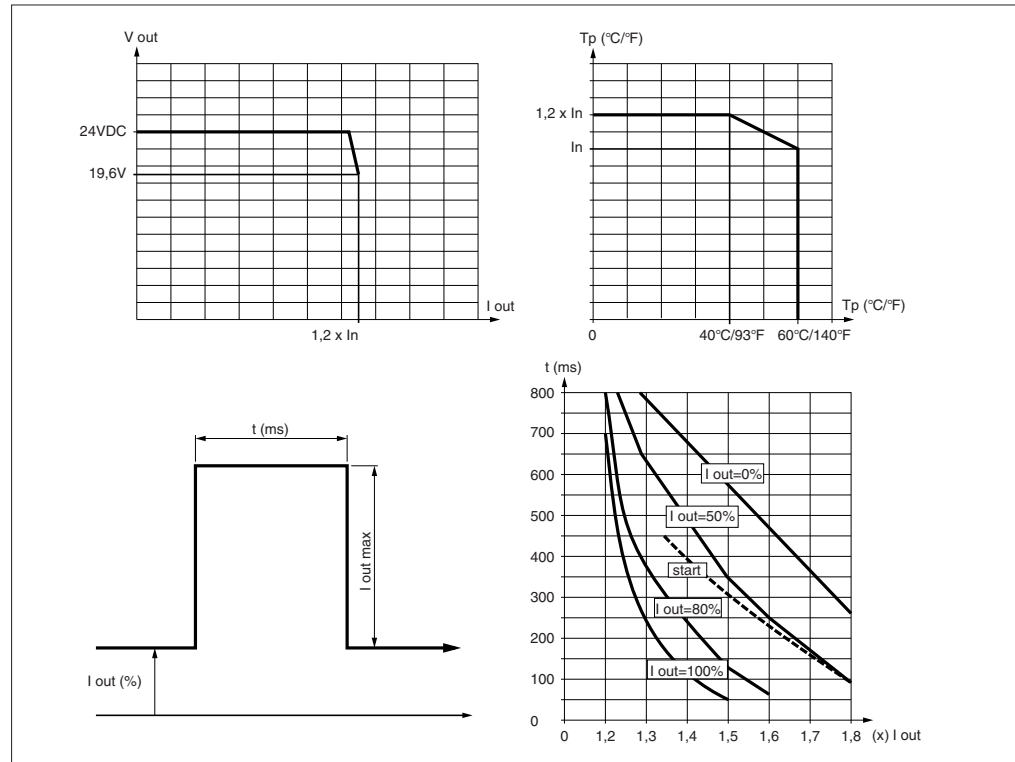 V out
24VDC
19,6V
I out
1,2 x In
Tp (°C/°F)
1,2 x In
In
Tp (°C/°F)
0
40°C/93°F
60°C/140°F
t (ms)
I out max
I out (%)
t (ms)
800
700
600
500
400
300
200
100
0
I out=0%
I out=50%
start
I out=80%
I out=100%
0
1,2
1,3
1,4
1,5
1,6
1,7
1,8
(x) I out